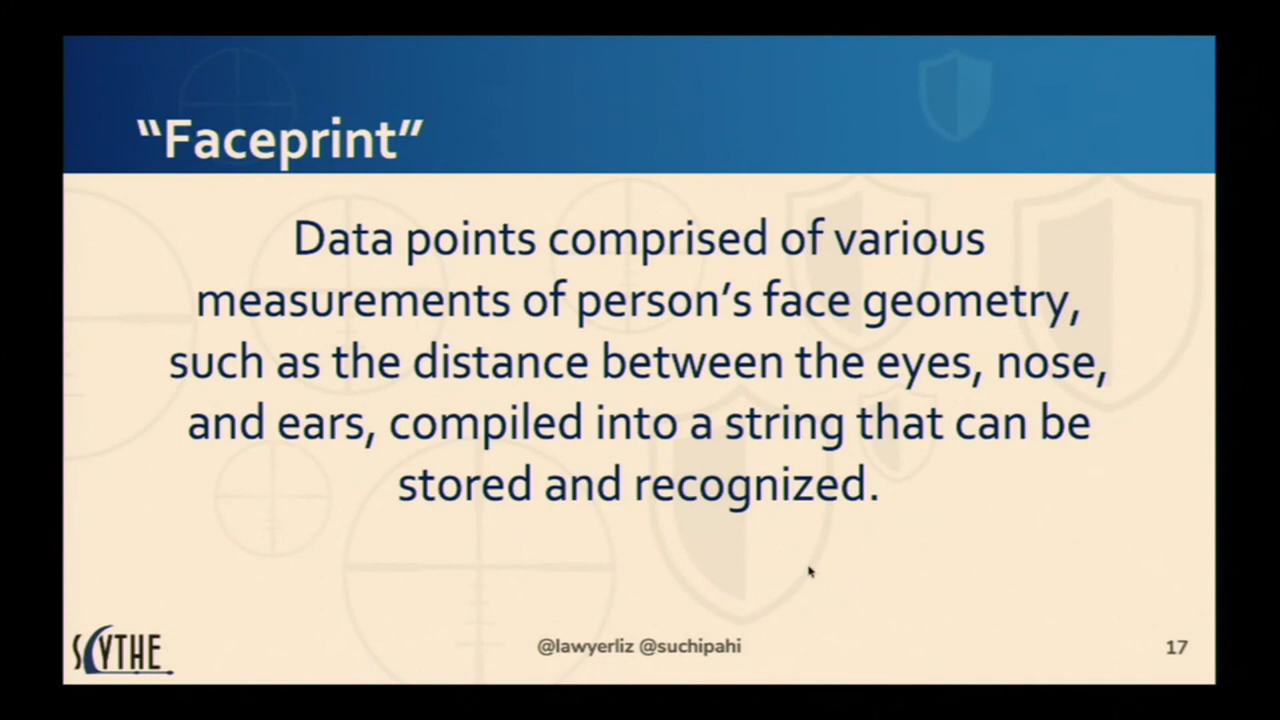 “Faceprint”
Data points comprised of various
measurements of person’s face geometry,
such as the distance between the eyes, nose,
and ears, compiled into a string that can be
stored and recognized.
SCYTHE
@lawyerliz @suchipahi
17